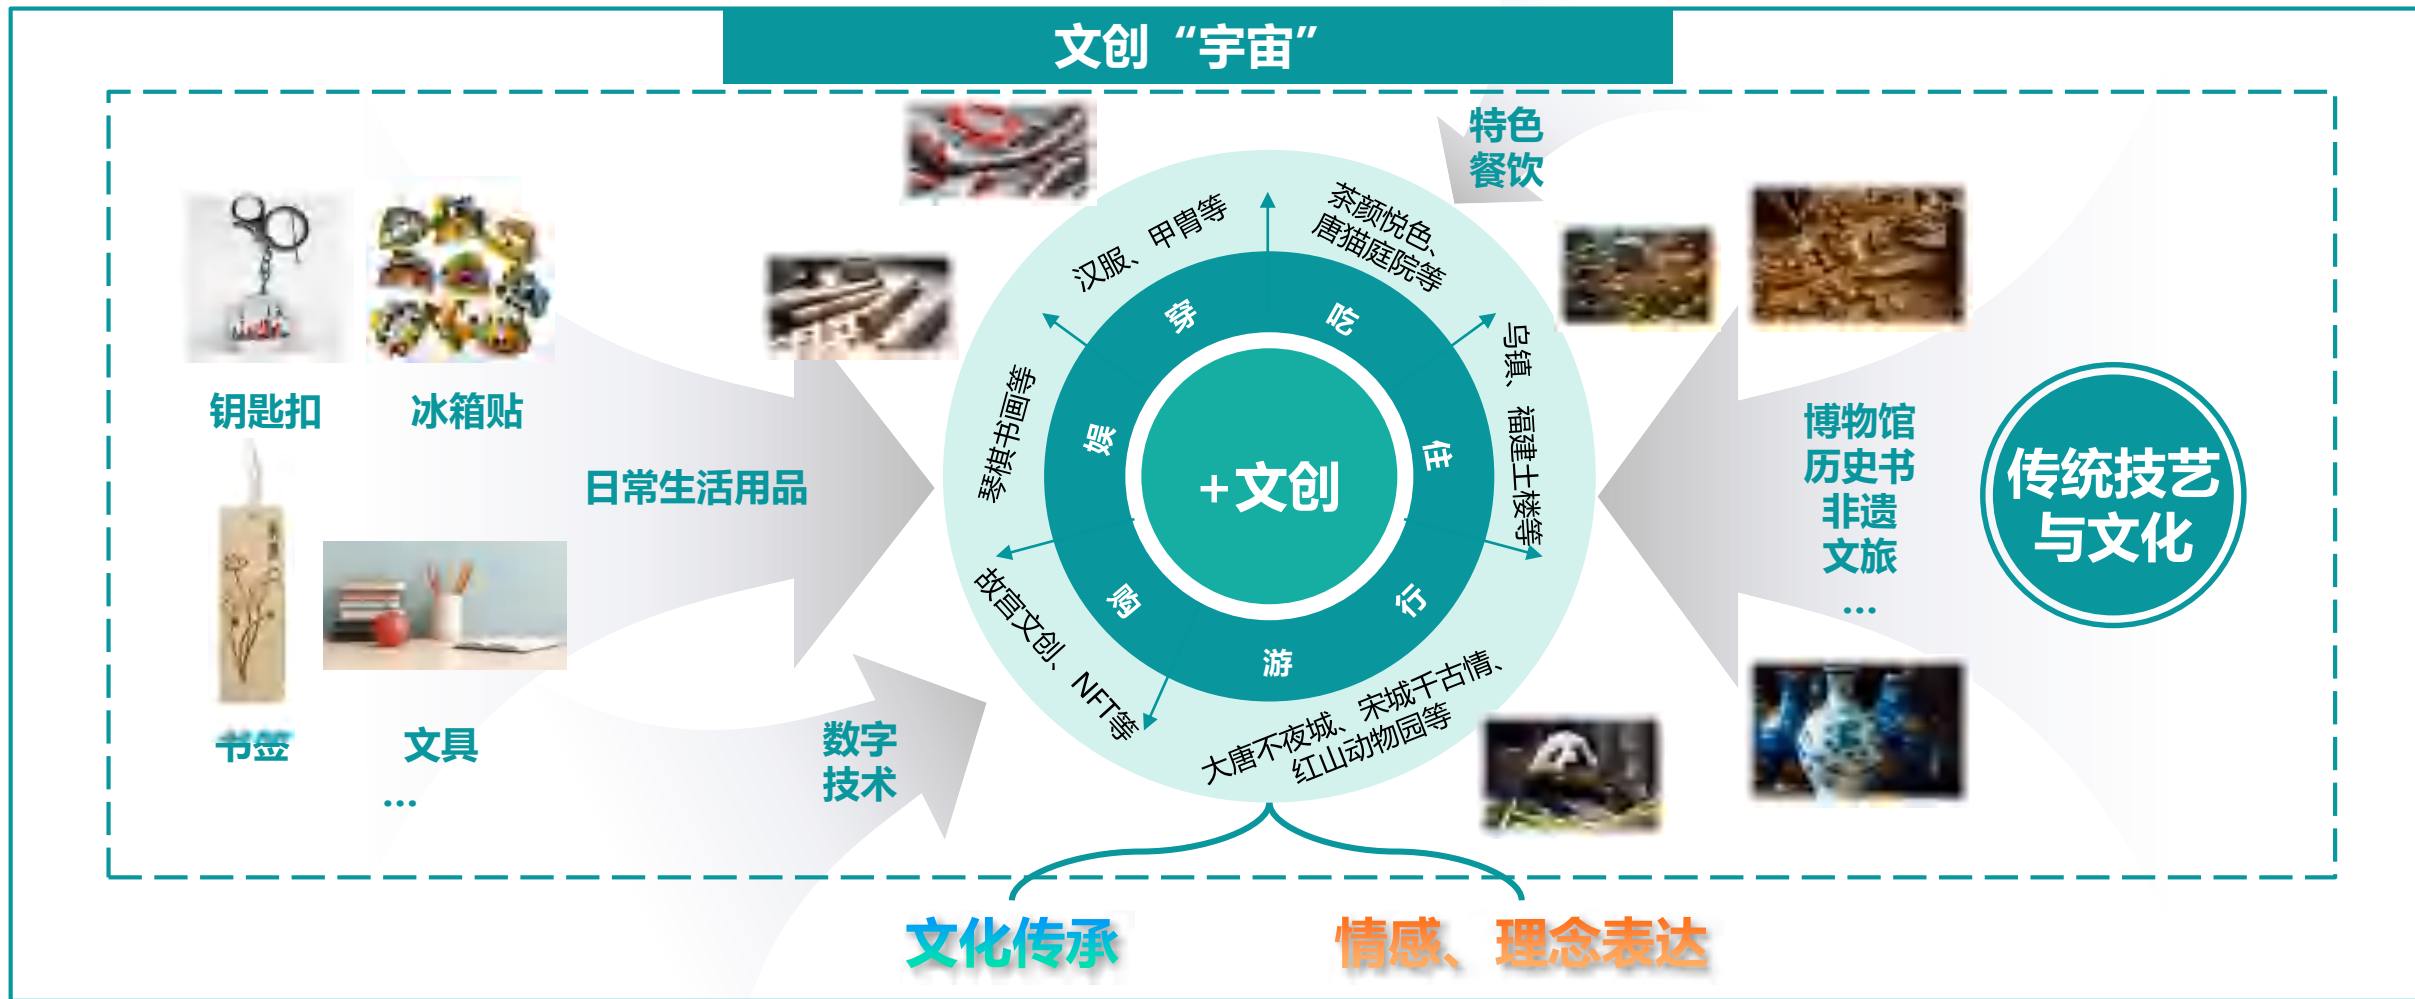 文创“宇宙”
特色
餐饮
钥匙扣
冰箱贴
书签
文具
...
日常生活用品
数字
技术
汉服、甲胄等
茶颜悦色、
唐猫庭院等
乌镇、福建土楼等
大唐不夜城、宋城千古情、
红山动物园等
故宫文创、NFT等
琴棋书画等
穿
吃
住
行
游
购
娱
+文创
博物馆
历史书
非遗
文旅
...
传统技艺
与文化
文化传承
情感、理念表达